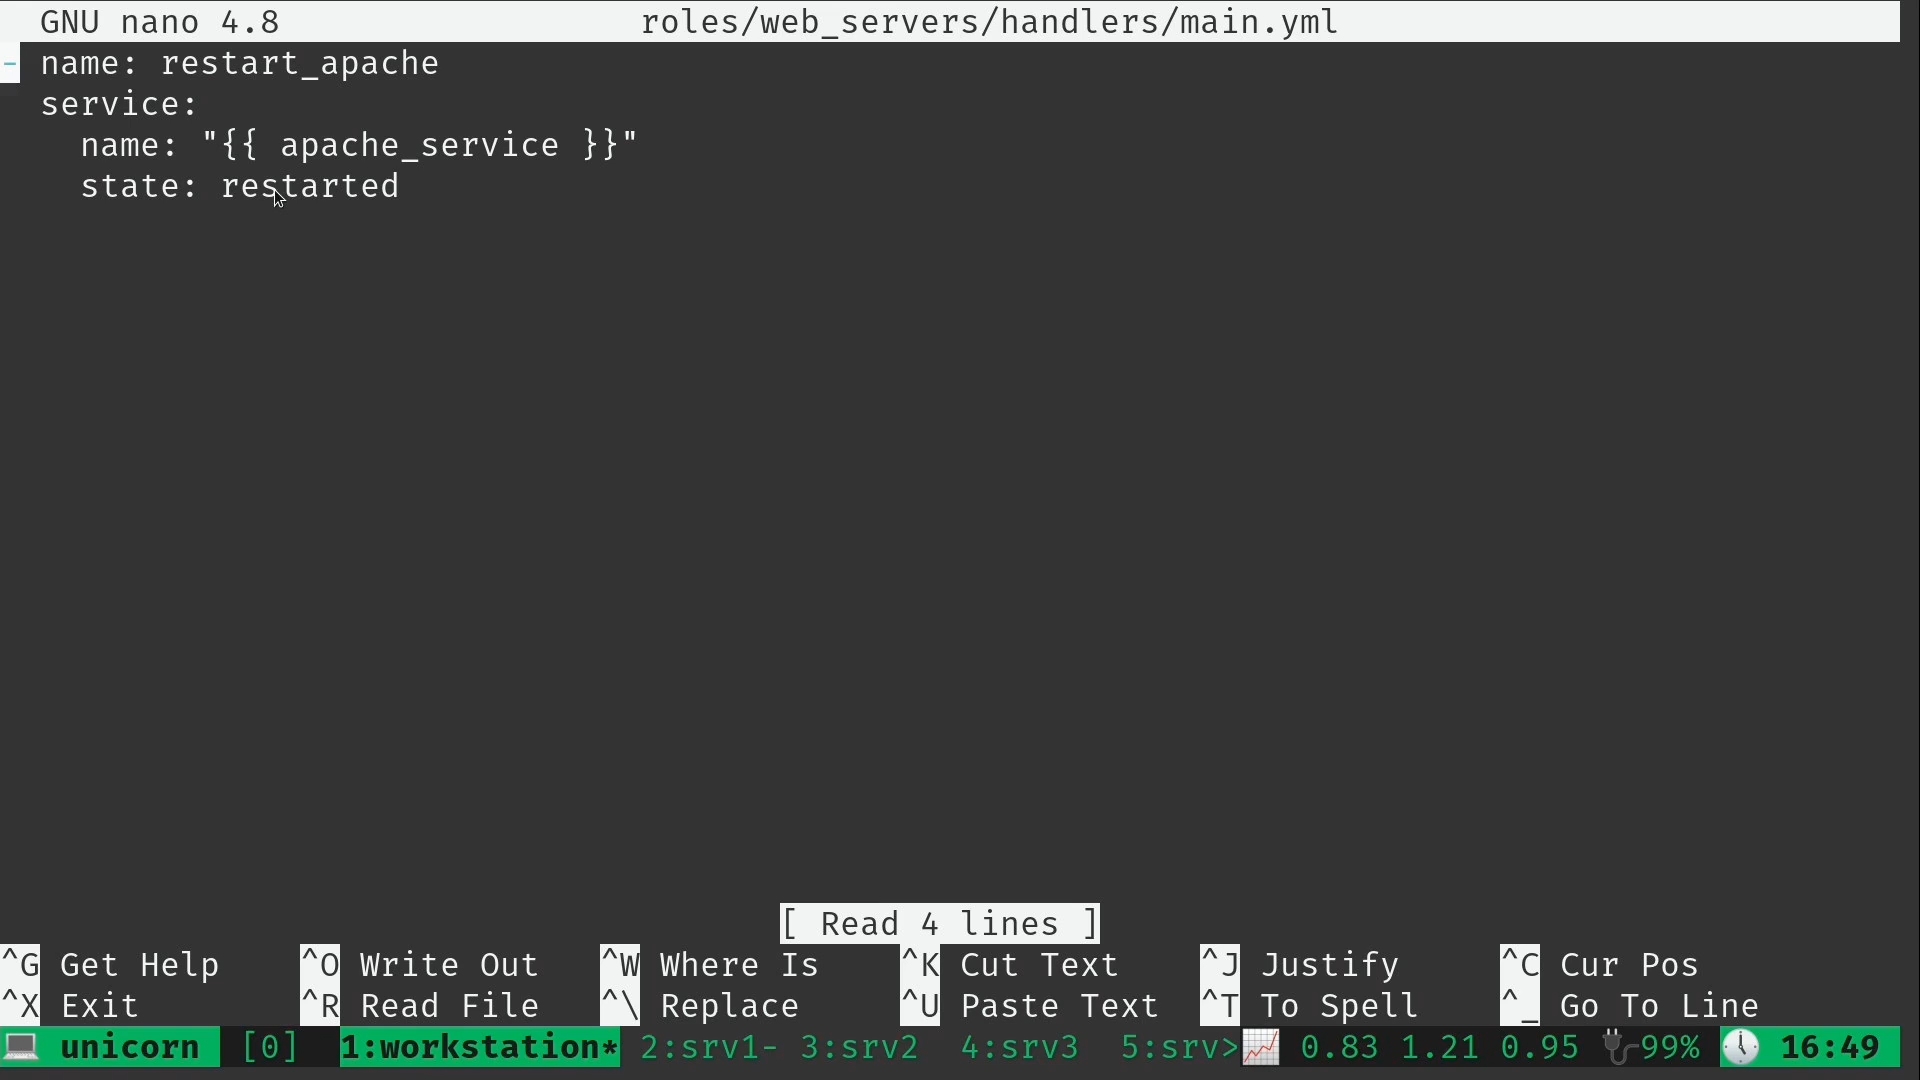 GNU nano 4.8 roles/web_servers/handlers/main.yml
- name: restart_apache
  service:
    name: "{{ apache_service }}"
    state: restarted
[ Read 4 lines ]
^G Get Help ^O Write Out ^W Where Is ^K Cut Text ^J Justify ^C Cur Pos
^X Exit ^R Read File ^\ Replace ^U Paste Text ^T To Spell ^_ Go To Line
unicorn [0] 1:workstation* 2:srv1- 3:srv2 4:srv3 5:srv> 0.83 1.21 0.95 99% 16:49